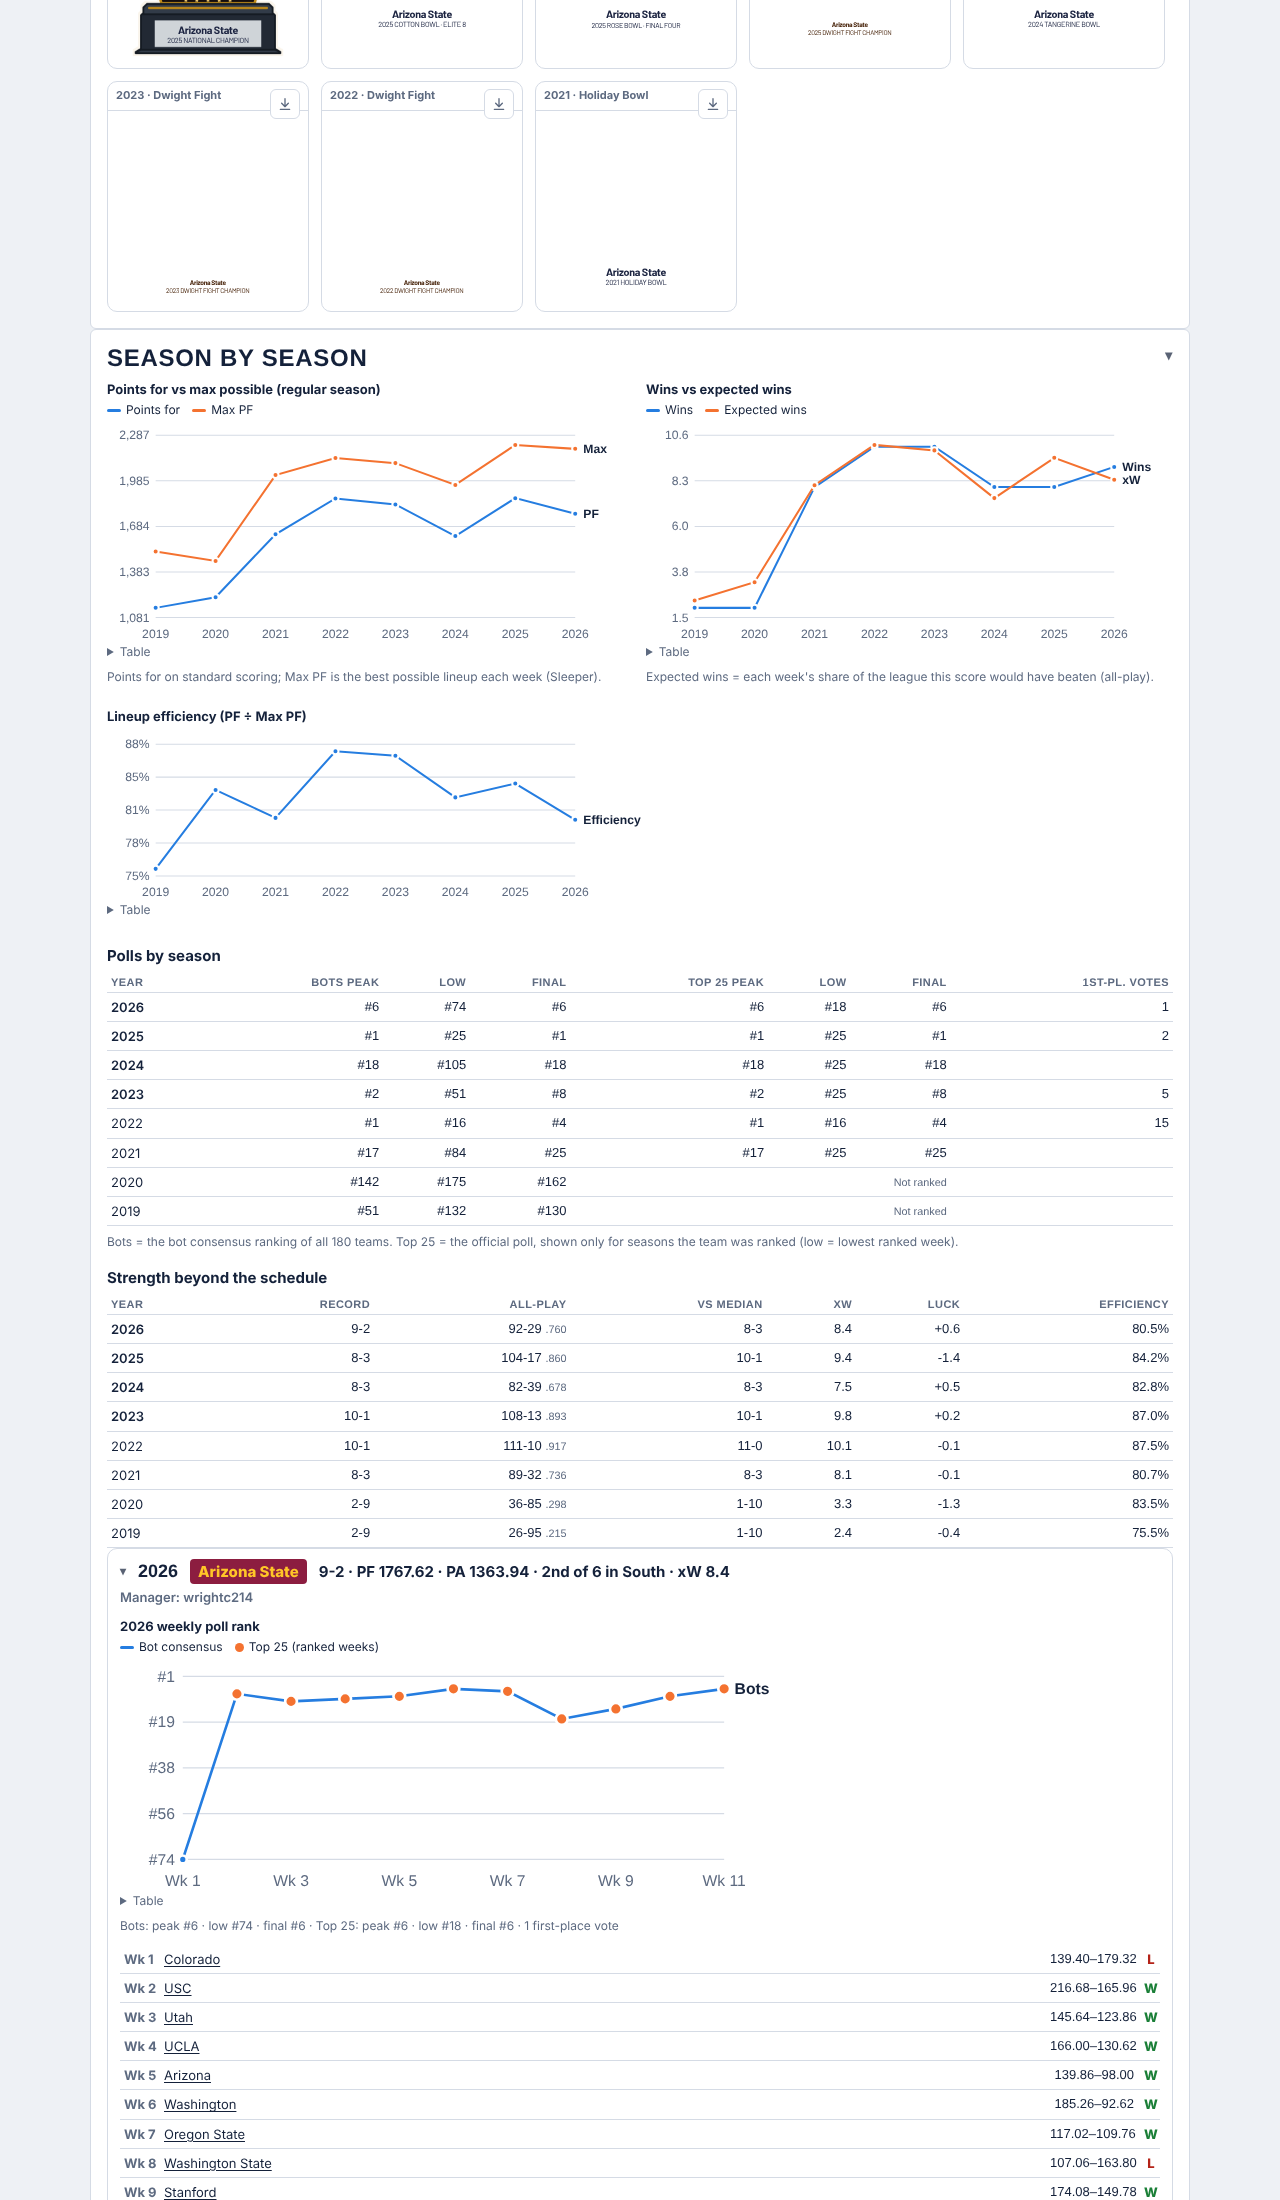 Arizona State
2025 NATIONAL CHAMPION
Arizona State
2025 COTTON BOWL · ELITE 8
Arizona State
2025 ROSE BOWL · FINAL FOUR
Arizona State
2025 DWIGHT FIGHT CHAMPION
Arizona State
2024 TANGERINE BOWL
2023 · Dwight Fight
2022 · Dwight Fight
2021 · Holiday Bowl
Arizona State
2023 DWIGHT FIGHT CHAMPION
Arizona State
2022 DWIGHT FIGHT CHAMPION
Arizona State
2021 HOLIDAY BOWL
SEASON BY SEASON
Points for vs max possible (regular season)
Points for Max PF
2,287
1,985
1,684
1,383
1,081
Max
PF
2019 2020 2021 2022 2023 2024 2025 2026
Table
Points for on standard scoring; Max PF is the best possible lineup each week (Sleeper).
Wins vs expected wins
Wins Expected wins
10.6
8.3
6.0
3.8
1.5
Wins
xW
2019 2020 2021 2022 2023 2024 2025 2026
Table
Expected wins = each week's share of the league this score would have beaten (all-play).
Lineup efficiency (PF ÷ Max PF)
88%
85%
81%
78%
75%
Efficiency
2019 2020 2021 2022 2023 2024 2025 2026
Table
Polls by season
YEAR BOTS PEAK LOW FINAL TOP 25 PEAK LOW FINAL 1ST-PL. VOTES
2026 #6 #74 #6 #6 #18 #6 1
2025 #1 #25 #1 #1 #25 #1 2
2024 #18 #105 #18 #18 #25 #18
2023 #2 #51 #8 #2 #25 #8 5
2022 #1 #16 #4 #1 #16 #4 15
2021 #17 #84 #25 #17 #25 #25
2020 #142 #175 #162 Not ranked
2019 #51 #132 #130 Not ranked
Bots = the bot consensus ranking of all 180 teams. Top 25 = the official poll, shown only for seasons the team was ranked (low = lowest ranked week).
Strength beyond the schedule
YEAR RECORD ALL-PLAY VS MEDIAN XW LUCK EFFICIENCY
2026 9-2 92-29 .760 8-3 8.4 +0.6 80.5%
2025 8-3 104-17 .860 10-1 9.4 -1.4 84.2%
2024 8-3 82-39 .678 8-3 7.5 +0.5 82.8%
2023 10-1 108-13 .893 10-1 9.8 +0.2 87.0%
2022 10-1 111-10 .917 11-0 10.1 -0.1 87.5%
2021 8-3 89-32 .736 8-3 8.1 -0.1 80.7%
2020 2-9 36-85 .298 1-10 3.3 -1.3 83.5%
2019 2-9 26-95 .215 1-10 2.4 -0.4 75.5%
2026 Arizona State 9-2 · PF 1767.62 · PA 1363.94 · 2nd of 6 in South · xW 8.4
Manager: wrightc214
2026 weekly poll rank
Bot consensus Top 25 (ranked weeks)
#1
#19
#38
#56
#74
Bots
Wk 1 Wk 3 Wk 5 Wk 7 Wk 9 Wk 11
Table
Bots: peak #6 · low #74 · final #6 · Top 25: peak #6 · low #18 · final #6 · 1 first-place vote
Wk 1 Colorado 139.40–179.32 L
Wk 2 USC 216.68–165.96 W
Wk 3 Utah 145.64–123.86 W
Wk 4 UCLA 166.00–130.62 W
Wk 5 Arizona 139.86–98.00 W
Wk 6 Washington 185.26–92.62 W
Wk 7 Oregon State 117.02–109.76 W
Wk 8 Washington State 107.06–163.80 L
Wk 9 Stanford 174.08–149.78 W